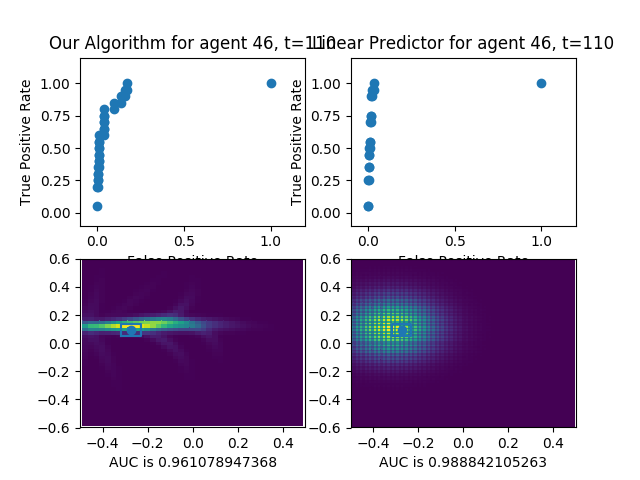 Our Algorithm for agent 46, t=110
Linear Predictor for agent 46, t=110
True Positive Rate
1.00
0.75
0.50
0.25
0.00
0.0 0.5 1.0
False Positive Rate
True Positive Rate
1.00
0.75
0.50
0.25
0.00
0.0 0.5 1.0
False Positive Rate
0.6
0.4
0.2
0.0
−0.2
−0.4
−0.6
−0.4 −0.2 0.0 0.2 0.4
AUC is 0.961078947368
0.6
0.4
0.2
0.0
−0.2
−0.4
−0.6
−0.4 −0.2 0.0 0.2 0.4
AUC is 0.988842105263